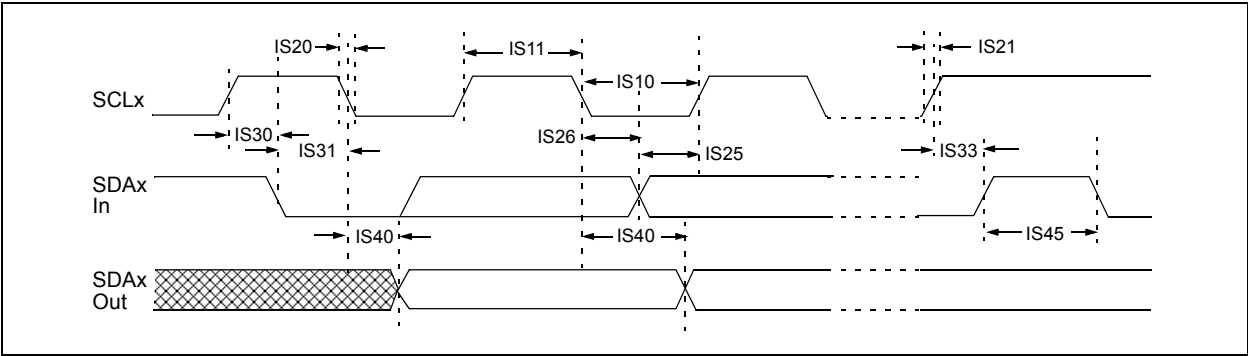 IS20
IS11
IS21
SCLx
IS10
IS30
IS31
IS26
IS25
IS33
SDAx
In
IS40
IS40
IS45
SDAx
Out